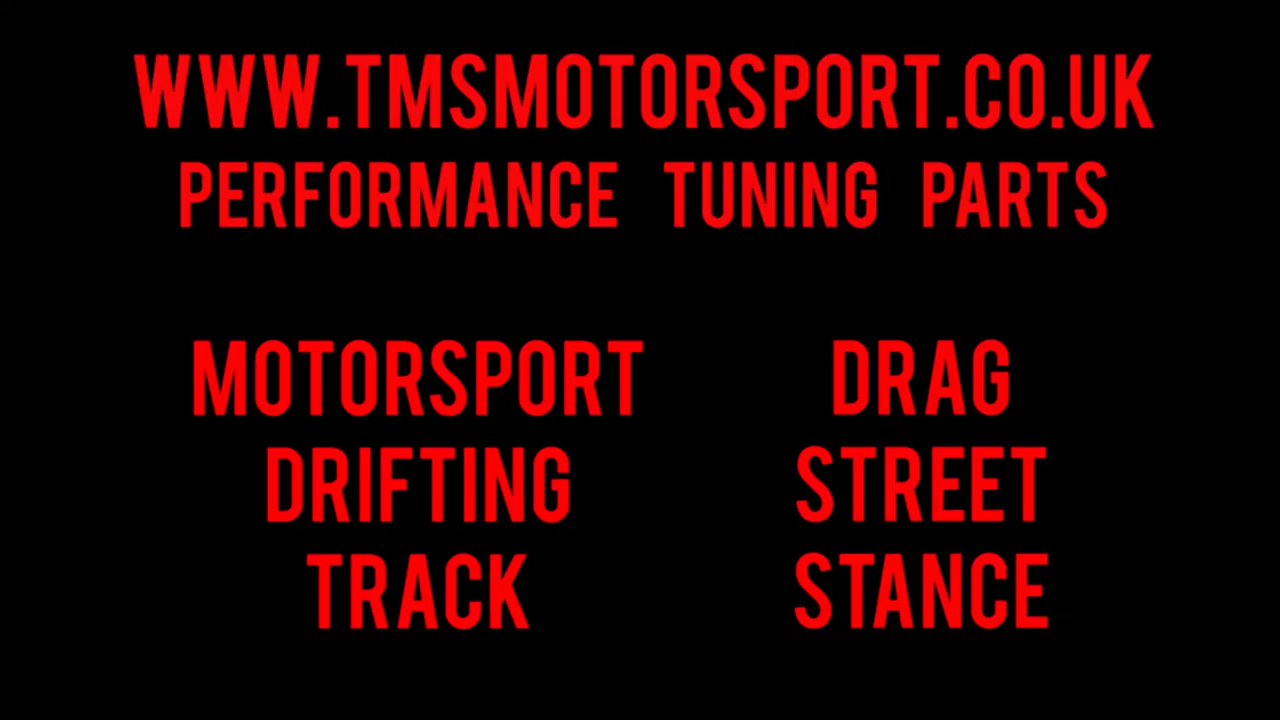 WWW.TMSMOTORSPORT.CO.UK
PERFORMANCE TUNING PARTS
MOTORSPORT
DRIFTING
TRACK
DRAG
STREET
STANCE